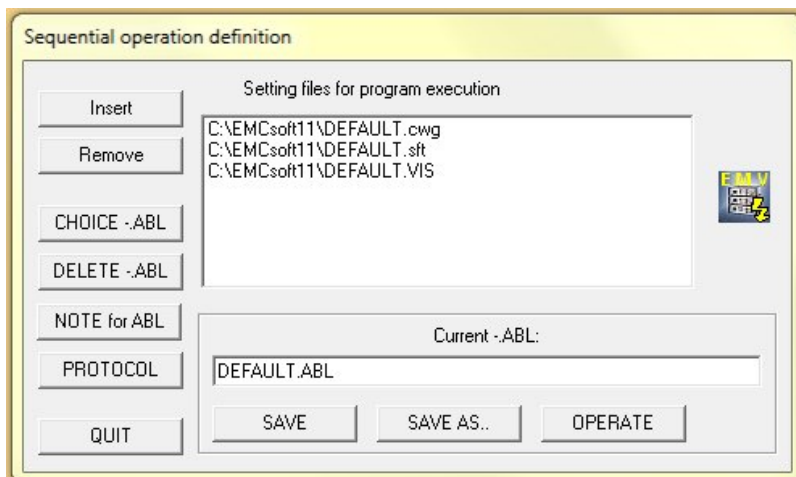 Sequential operation definition
Setting files for program execution
Insert
Remove
CHOICE -.ABL
DELETE -.ABL
NOTE for ABL
PROTOCOL
QUIT
C:\EMCsoft11\DEFAULT.cwg
C:\EMCsoft11\DEFAULT.sft
C:\EMCsoft11\DEFAULT.VIS
E M V
Current -.ABL:
DEFAULT.ABL
SAVE
SAVE AS..
OPERATE